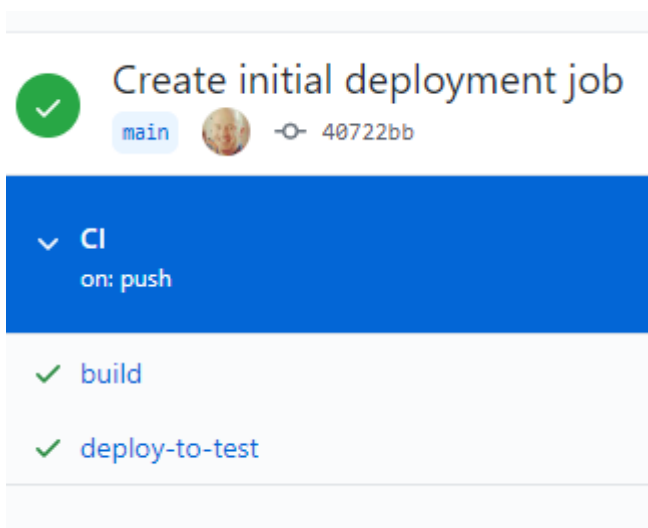 Create initial deployment job
main 40722bb
CI
on: push
build
deploy-to-test